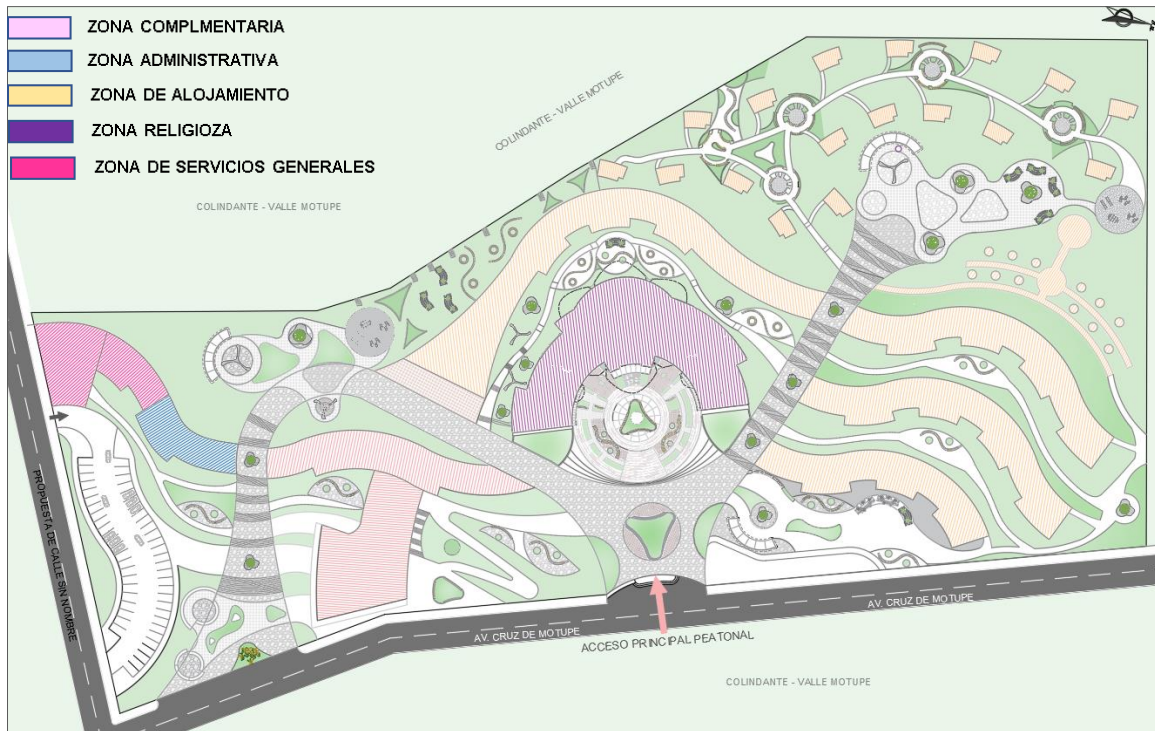 ZONA COMPLMENTARIA
ZONA ADMINISTRATIVA
ZONA DE ALOJAMIENTO
ZONA RELIGIOZA
ZONA DE SERVICIOS GENERALES
COLINDANTE - VALLE MOTUPE
COLINDANTE - VALLE MOTUPE
PROPUESTA DE CALLE SIN NOMBRE
AV. CRUZ DE MOTUPE
AV. CRUZ DE MOTUPE
ACCESO PRINCIPAL PEATONAL
COLINDANTE - VALLE MOTUPE